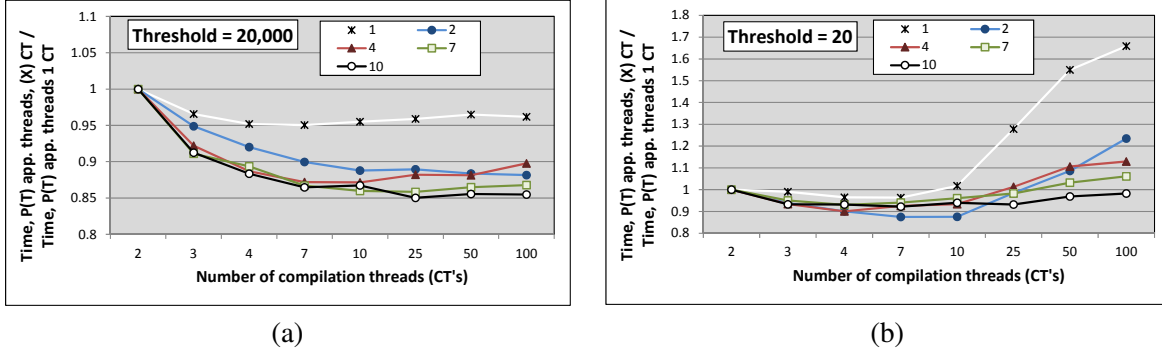 Time, P(T) app. threads, (X) CT /
Time, P(T) app. threads 1 CT
1.1
1.05
1
0.95
0.9
0.85
0.8
Threshold = 20,000
1 2
4 7
10
2 3 4 7 10 25 50 100
Number of compilation threads (CT's)
(a)
Time, P(T) app. threads, (X) CT /
Time, P(T) app. threads 1 CT
1.8
1.7
1.6
1.5
1.4
1.3
1.2
1.1
1
0.9
0.8
Threshold = 20
1 2
4 7
10
2 3 4 7 10 25 50 100
Number of compilation threads (CT's)
(b)